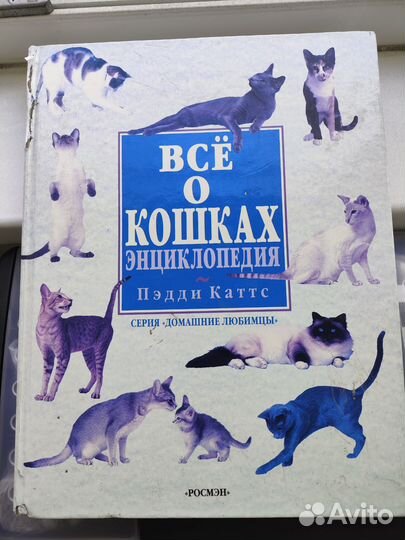 ВСЁ
О
КОШКАХ
ЭНЦИКЛОПЕДИЯ
~
Пэдди Каттс
СЕРИЯ «ДОМАШНИЕ ЛЮБИМЦЫ»
«РОСМЭН»
Avito